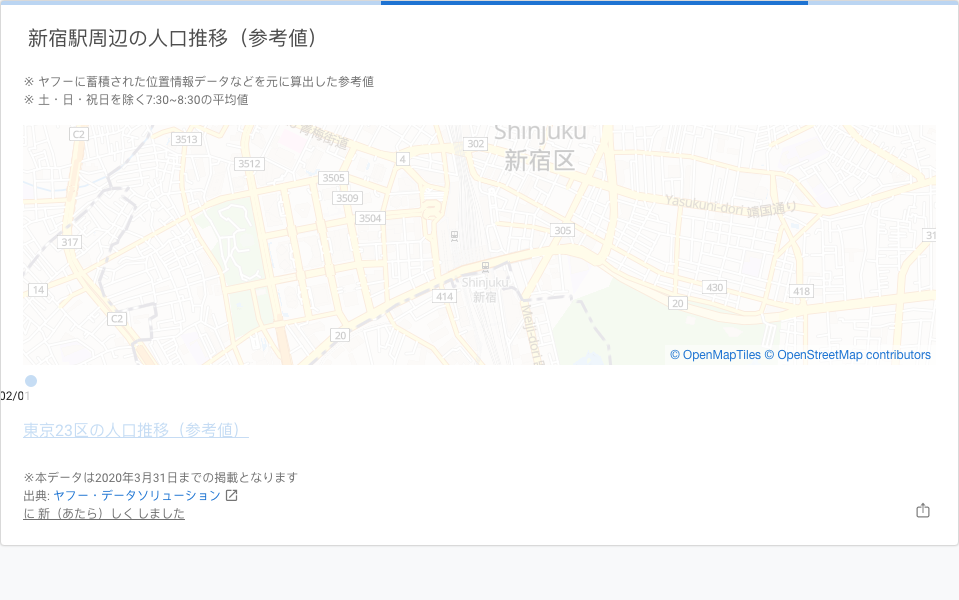 新宿駅周辺の人口推移（参考値）
※ ヤフーに蓄積された位置情報データなどを元に算出した参考値
※ 土・日・祝日を除く7:30~8:30の平均値
Shinjuku
新宿区
青梅街道
C2
3513
302
4
3512
3505
3509
3504
Yasukuni-dori 靖国通り
317
305
31
Shinjuku
新宿
14
414
430
418
20
C2
20
Meiji-dori
© OpenMapTiles © OpenStreetMap contributors
02/01
東京23区の人口推移（参考値）
※本データは2020年3月31日までの掲載となります
出典: ヤフー・データソリューション
に 新（あたら）しく しました